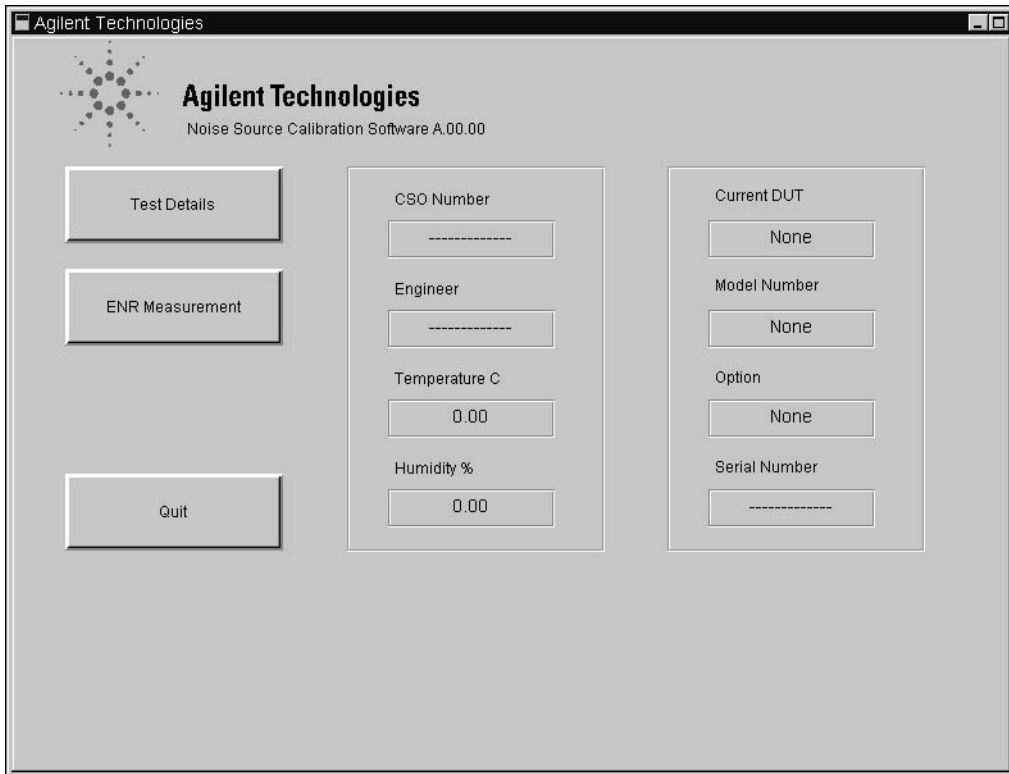 Agilent Technologies
Agilent Technologies
Noise Source Calibration Software A.00.00
Test Details
ENR Measurement
Quit
CSO Number
-------------
Engineer
-------------
Temperature C
0.00
Humidity %
0.00
Current DUT
None
Model Number
None
Option
None
Serial Number
-------------